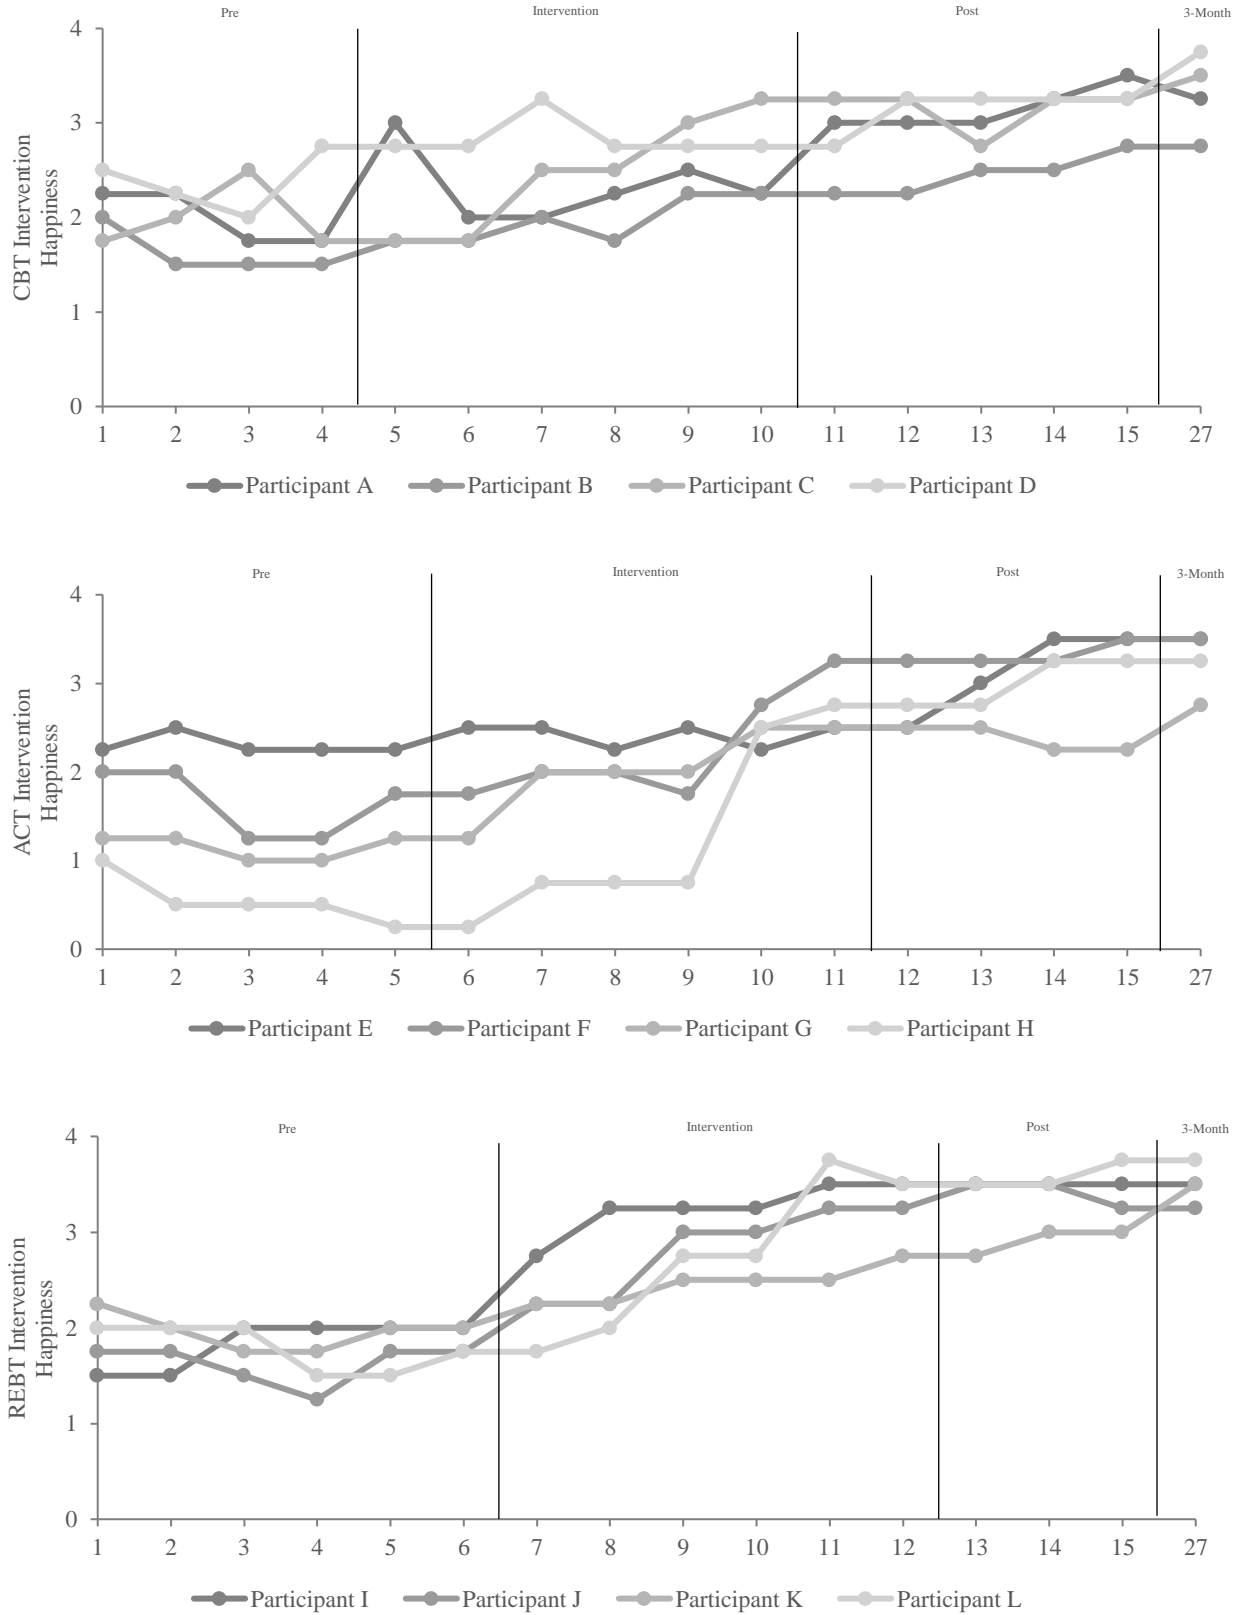 Pre Intervention Post 3-Month
4
3
2
1
0
CBT Intervention
Happiness
1 2 3 4 5 6 7 8 9 10 11 12 13 14 15 27
Participant A Participant B Participant C Participant D
Pre Intervention Post 3-Month
4
3
2
1
0
ACT Intervention
Happiness
1 2 3 4 5 6 7 8 9 10 11 12 13 14 15 27
Participant E Participant F Participant G Participant H
Pre Intervention Post 3-Month
4
3
2
1
0
REBT Intervention
Happiness
1 2 3 4 5 6 7 8 9 10 11 12 13 14 15 27
Participant I Participant J Participant K Participant L